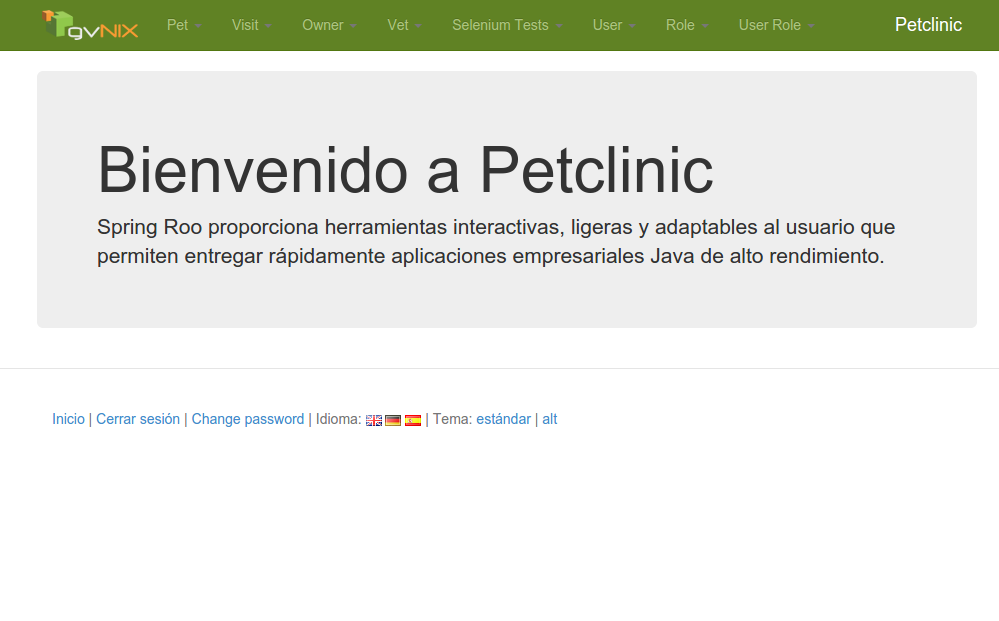 gvNIX Pet Visit Owner Vet Selenium Tests User Role User Role Petclinic
Bienvenido a Petclinic
Spring Roo proporciona herramientas interactivas, ligeras y adaptables al usuario que
permiten entregar rápidamente aplicaciones empresariales Java de alto rendimiento.
Inicio | Cerrar sesión | Change password | Idioma: | Tema: estándar | alt